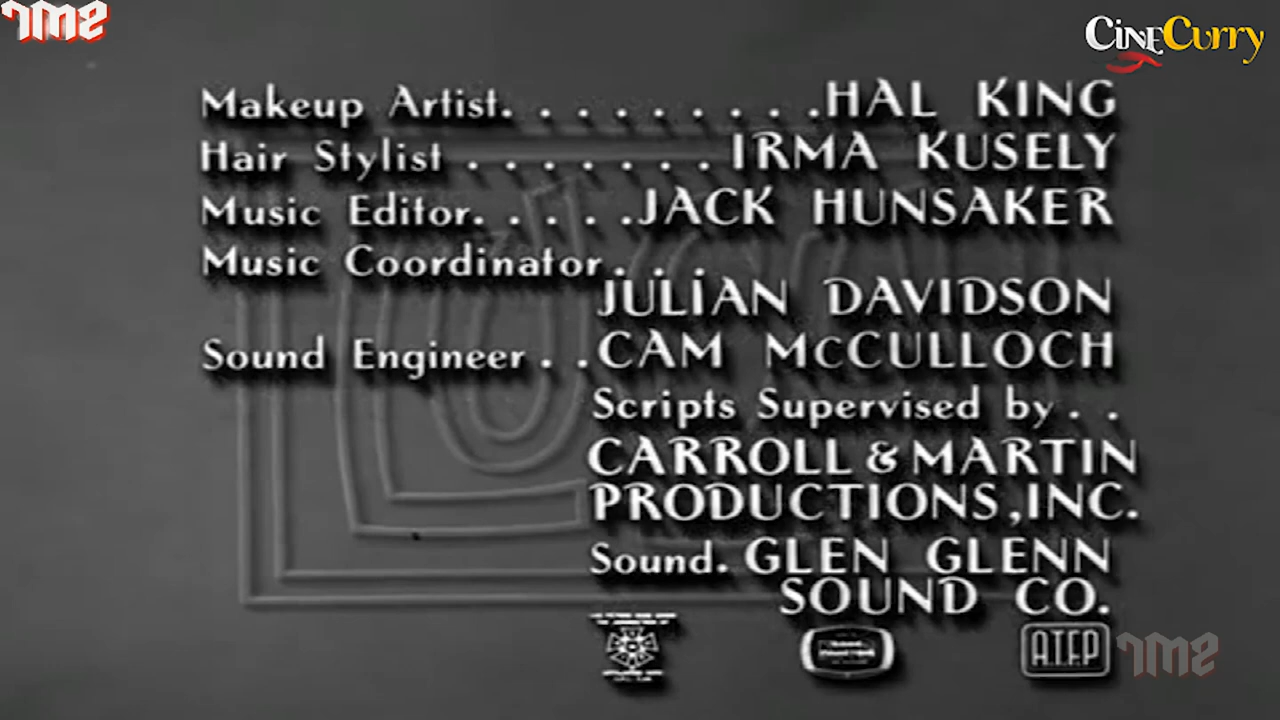 CINECURRY
Makeup Artist. . . . . . . . . .HAL KING
Hair Stylist . . . . . . . IRMA KUSELY
Music Editor. . . . .JACK HUNSAKER
Music Coordinator. . .
JULIAN DAVIDSON
Sound Engineer . .CAM McCULLOCH
Scripts Supervised by. .
CARROLL & MARTIN
PRODUCTIONS,INC.
Sound. GLEN GLENN
SOUND CO.
A.T.F.P